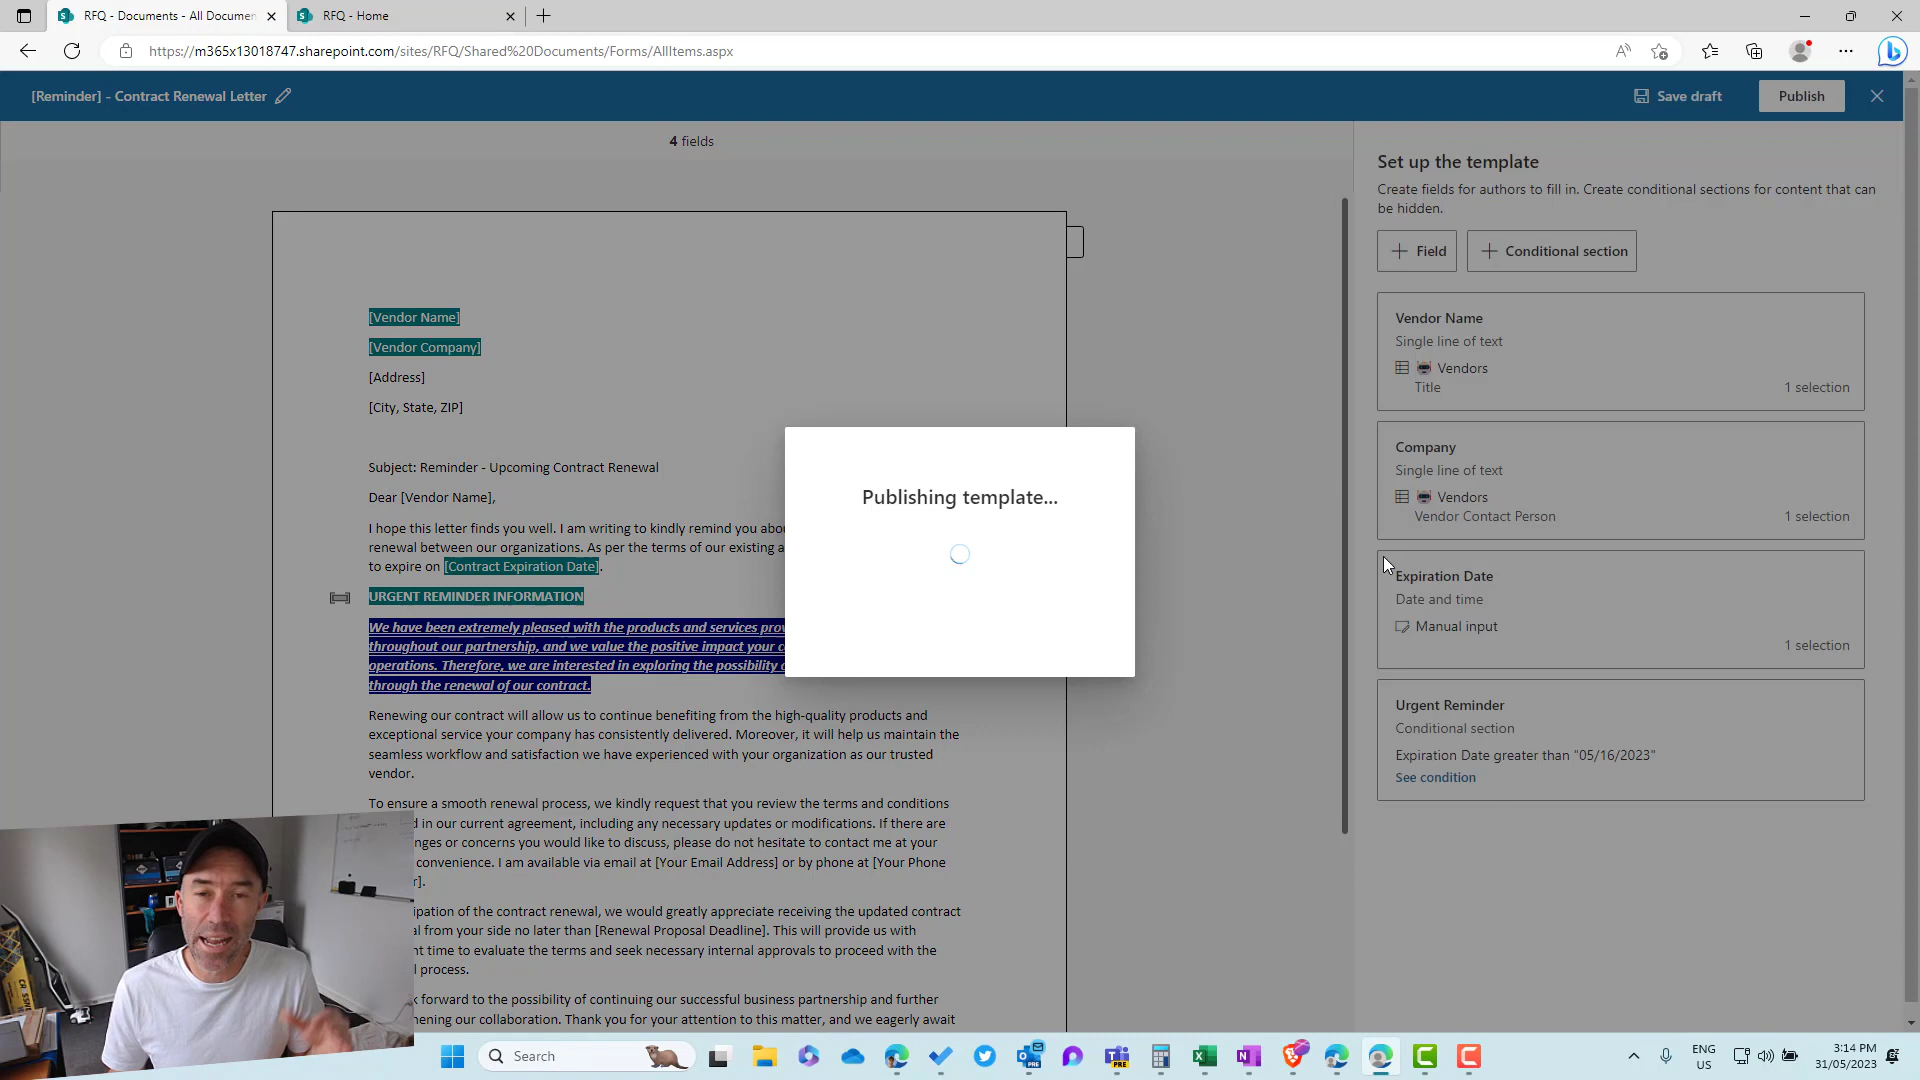 RFQ - Documents - All Documen
RFQ - Home
https://m365x13018747.sharepoint.com/sites/RFQ/Shared%20Documents/Forms/AllItems.aspx
[Reminder] - Contract Renewal Letter
Save draft
Publish
4 fields
[Vendor Name]
[Vendor Company]
[Address]
[City, State, ZIP]
Subject: Reminder - Upcoming Contract Renewal
Dear [Vendor Name],
I hope this letter finds you well. I am writing to kindly remind you abou
renewal between our organizations. As per the terms of our existing a
to expire on [Contract Expiration Date].
URGENT REMINDER INFORMATION
We have been extremely pleased with the products and services prov
throughout our partnership, and we value the positive impact your c
operations. Therefore, we are interested in exploring the possibility o
through the renewal of our contract.
Renewing our contract will allow us to continue benefiting from the high-quality products and
exceptional service your company has consistently delivered. Moreover, it will help us maintain the
seamless workflow and satisfaction we have experienced with your organization as our trusted
vendor.
To ensure a smooth renewal process, we kindly request that you review the terms and conditions
d in our current agreement, including any necessary updates or modifications. If there are
nges or concerns you would like to discuss, please do not hesitate to contact me at your
convenience. I am available via email at [Your Email Address] or by phone at [Your Phone
r].
ipation of the contract renewal, we would greatly appreciate receiving the updated contract
l from your side no later than [Renewal Proposal Deadline]. This will provide us with
nt time to evaluate the terms and seek necessary internal approvals to proceed with the
l process.
k forward to the possibility of continuing our successful business partnership and further
hening our collaboration. Thank you for your attention to this matter, and we eagerly await
Publishing template...
Set up the template
Create fields for authors to fill in. Create conditional sections for content that can
be hidden.
Field
Conditional section
Vendor Name
Single line of text
Vendors
Title
1 selection
Company
Single line of text
Vendors
Vendor Contact Person
1 selection
Expiration Date
Date and time
Manual input
1 selection
Urgent Reminder
Conditional section
Expiration Date greater than "05/16/2023"
See condition
Search
PRE
PRE
ENG
US
3:14 PM
31/05/2023